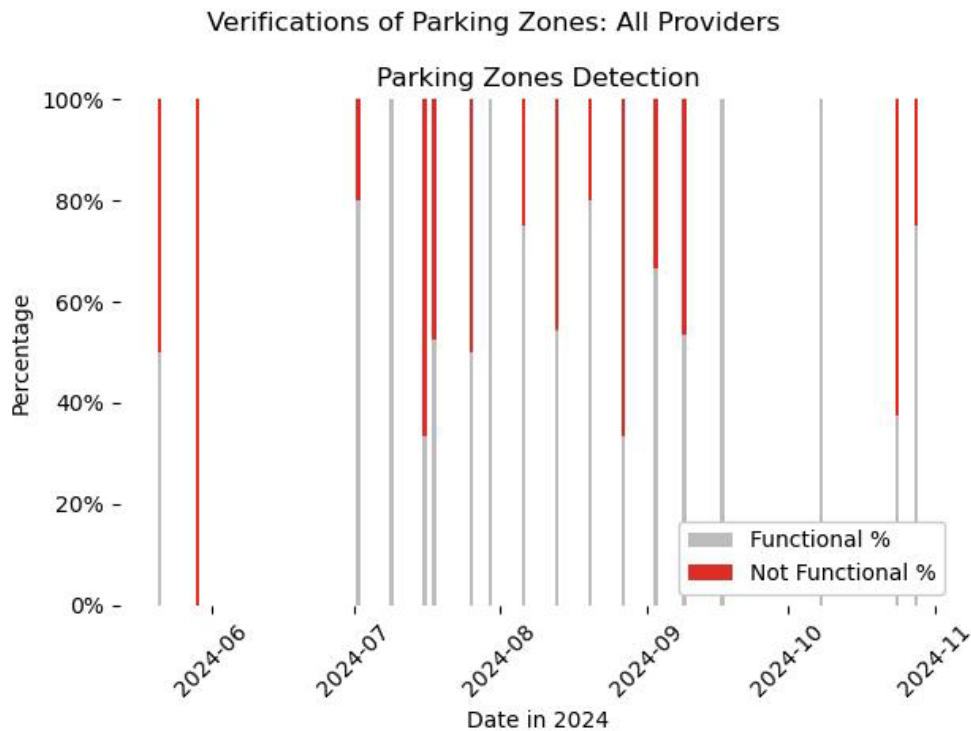 Verifications of Parking Zones: All Providers
Parking Zones Detection
100%
80%
60%
40%
20%
0%
Percentage
Functional %
Not Functional %
2024-06
2024-07
2024-08
2024-09
2024-10
2024-11
Date in 2024